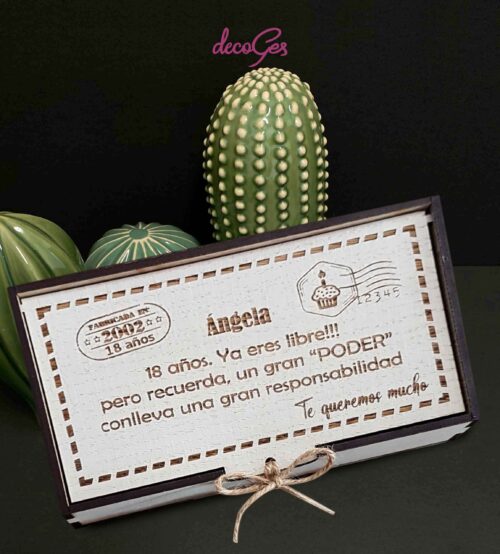 decoGes
FABRICADA EN
2002
18 años
12345
Ángela
18 años. Ya eres libre!!!
pero recuerda, un gran “PODER”
conlleva una gran responsabilidad
Te queremos mucho